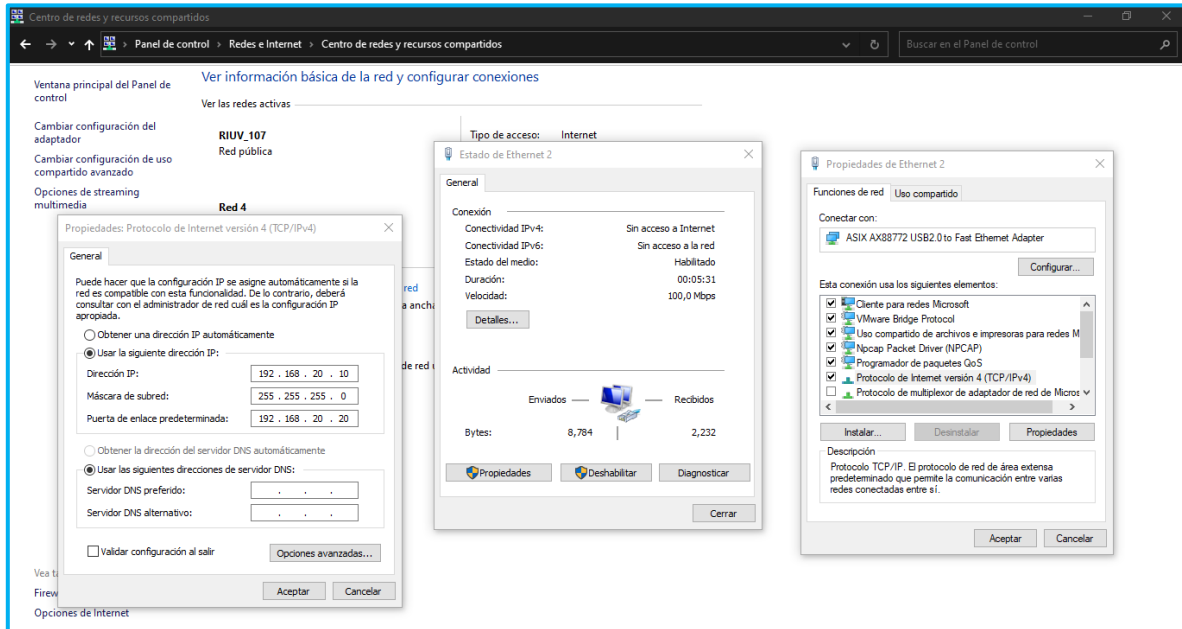 Centro de redes y recursos compartidos
Panel de control > Redes e Internet > Centro de redes y recursos compartidos
Buscar en el Panel de control
Ventana principal del Panel de
control
Cambiar configuración del
adaptador
Cambiar configuración de uso
compartido avanzado
Opciones de streaming
multimedia
Ver información básica de la red y configurar conexiones
Ver las redes activas
RIUV_107
Red pública
Tipo de acceso: Internet
Red 4
red
a ancha
de red
Propiedades: Protocolo de Internet versión 4 (TCP/IPv4)
General
Puede hacer que la configuración IP se asigne automáticamente si la
red es compatible con esta funcionalidad. De lo contrario, deberá
consultar con el administrador de red cuál es la configuración IP
apropiada.
Obtener una dirección IP automáticamente
Usar la siguiente dirección IP:
Dirección IP: 192 . 168 . 20 . 10
Máscara de subred: 255 . 255 . 255 . 0
Puerta de enlace predeterminada: 192 . 168 . 20 . 20
Obtener la dirección del servidor DNS automáticamente
Usar las siguientes direcciones de servidor DNS:
Servidor DNS preferido: . . .
Servidor DNS alternativo: . . .
Validar configuración al salir
Opciones avanzadas...
Aceptar Cancelar
Vea
Firew
Opciones de Internet
Estado de Ethernet 2
General
Conexión
Conectividad IPv4: Sin acceso a Internet
Conectividad IPv6: Sin acceso a la red
Estado del medio: Habilitado
Duración: 00:05:31
Velocidad: 100,0 Mbps
Detalles...
Actividad
Enviados — — Recibidos
Bytes: 8,784 | 2,232
Propiedades Deshabilitar Diagnosticar
Cerrar
Propiedades de Ethernet 2
Funciones de red Uso compartido
Conectar con:
ASIX AX88772 USB2.0 to Fast Ethernet Adapter
Configurar...
Esta conexión usa los siguientes elementos:
Cliente para redes Microsoft
VMware Bridge Protocol
Uso compartido de archivos e impresoras para redes M
Npcap Packet Driver (NPCAP)
Programador de paquetes QoS
Protocolo de Internet versión 4 (TCP/IPv4)
Protocolo de multiplexor de adaptador de red de Micros
Instalar... Desinstalar Propiedades
Descripción
Protocolo TCP/IP. El protocolo de red de área extensa
predeterminado que permite la comunicación entre varias
redes conectadas entre sí.
Aceptar Cancelar